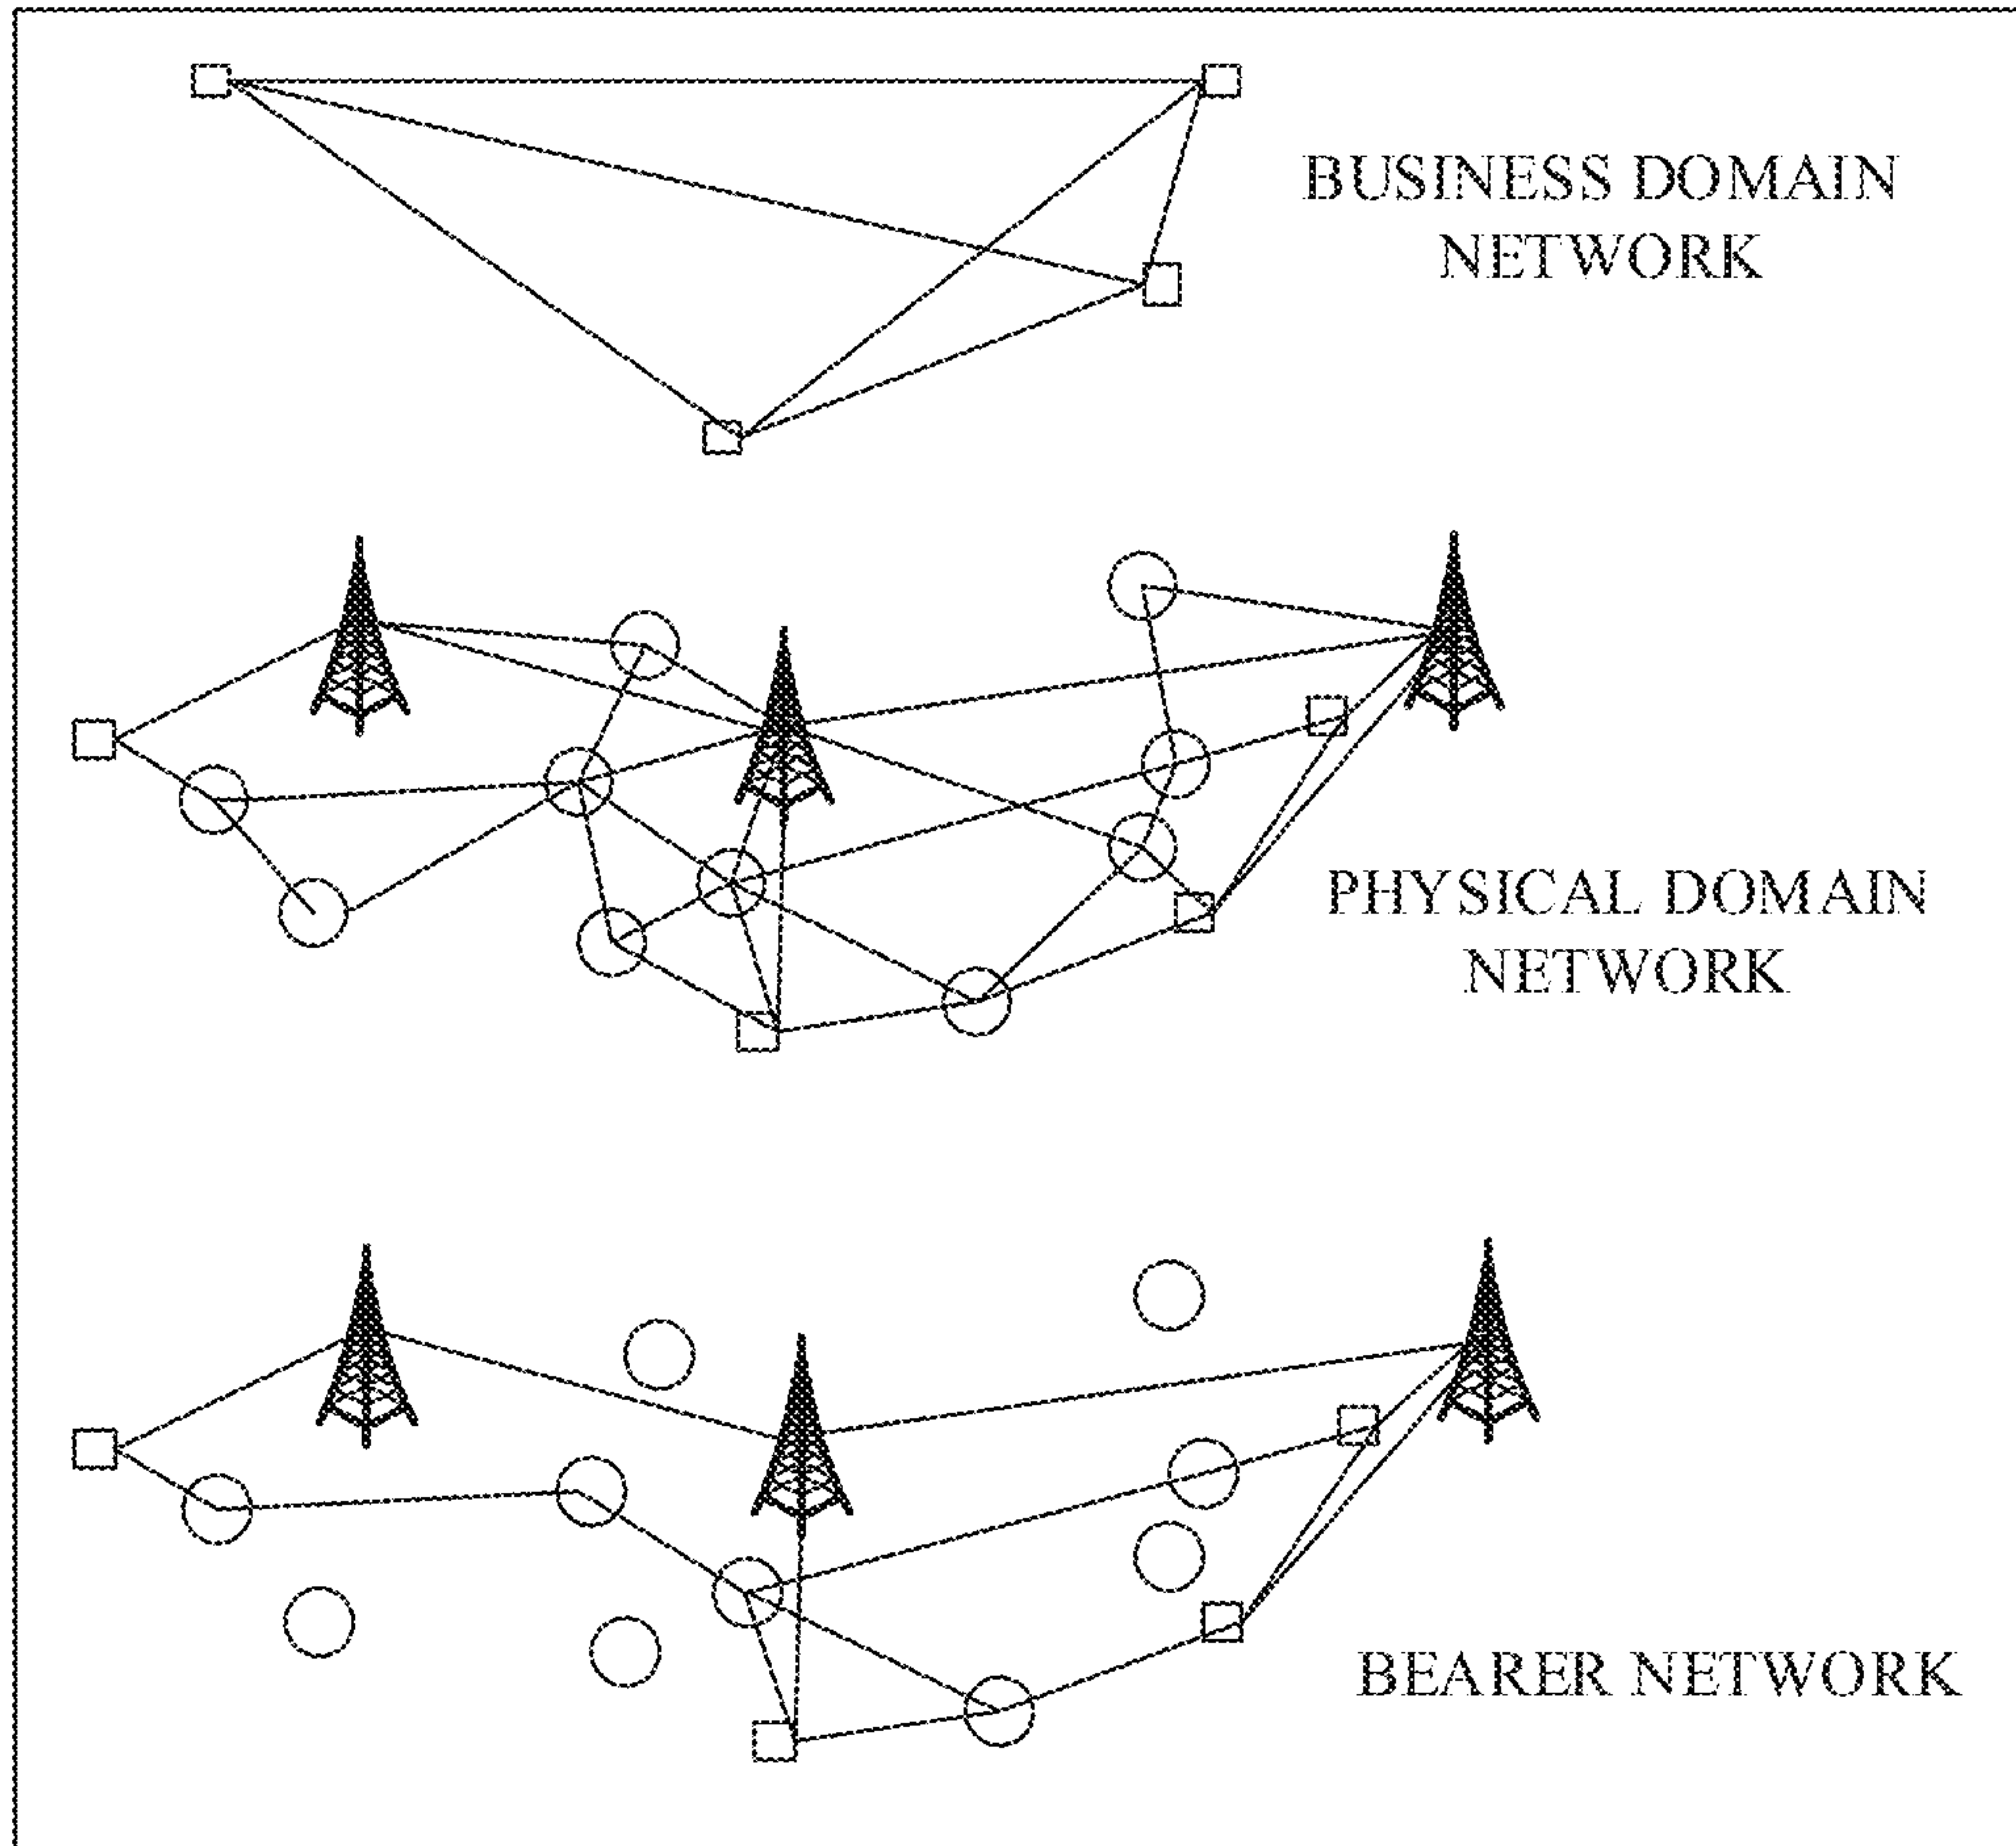 BUSINESS DOMAIN
NETWORK
PHYSICAL DOMAIN
NETWORK
BEARER NETWORK